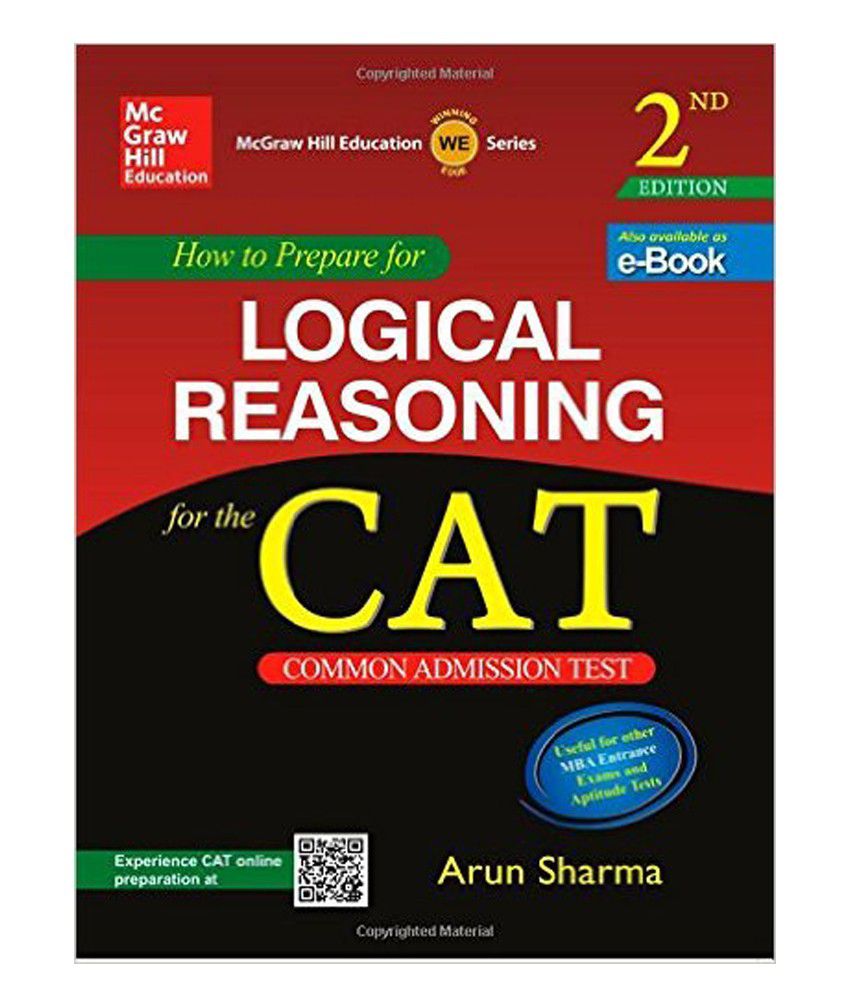 Copyrighted Material
Mc
Graw
Hill
Education
McGraw Hill Education
WINNING
WE
EDGE
Series
2ND
EDITION
Also available as
e-Book
How to Prepare for
LOGICAL
REASONING
for the
CAT
COMMON ADMISSION TEST
Useful for other
MBA Entrance
Exams and
Aptitude Tests
Experience CAT online
preparation at
Arun Sharma
Copyrighted Material